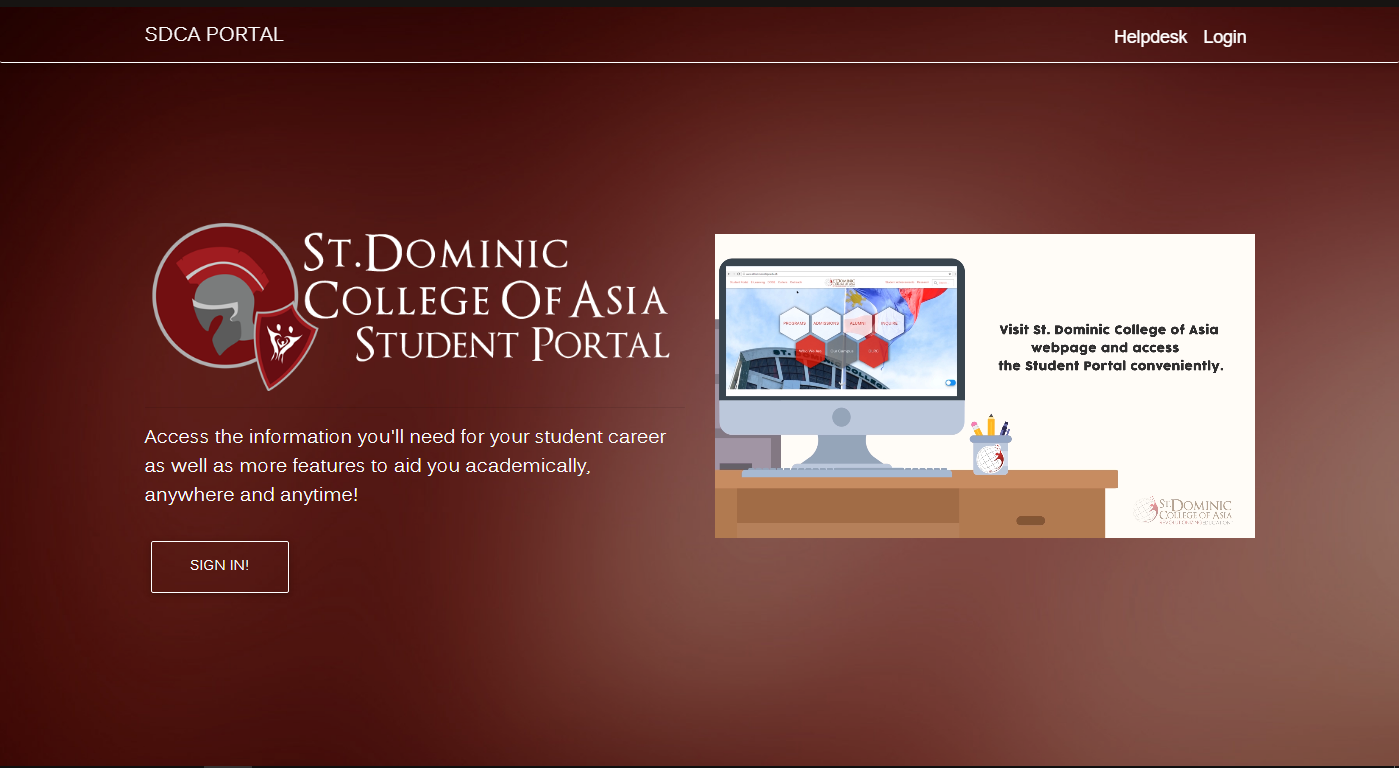 SDCA PORTAL
Helpdesk Login
ST. DOMINIC
COLLEGE OF ASIA
STUDENT PORTAL
Access the information you'll need for your student career
as well as more features to aid you academically,
anywhere and anytime!
SIGN IN!
PROGRAMS ADMISSIONS ALUMNI INQUIRE
Visit St. Dominic College of Asia
webpage and access
the Student Portal conveniently.
ST. DOMINIC
COLLEGE OF ASIA